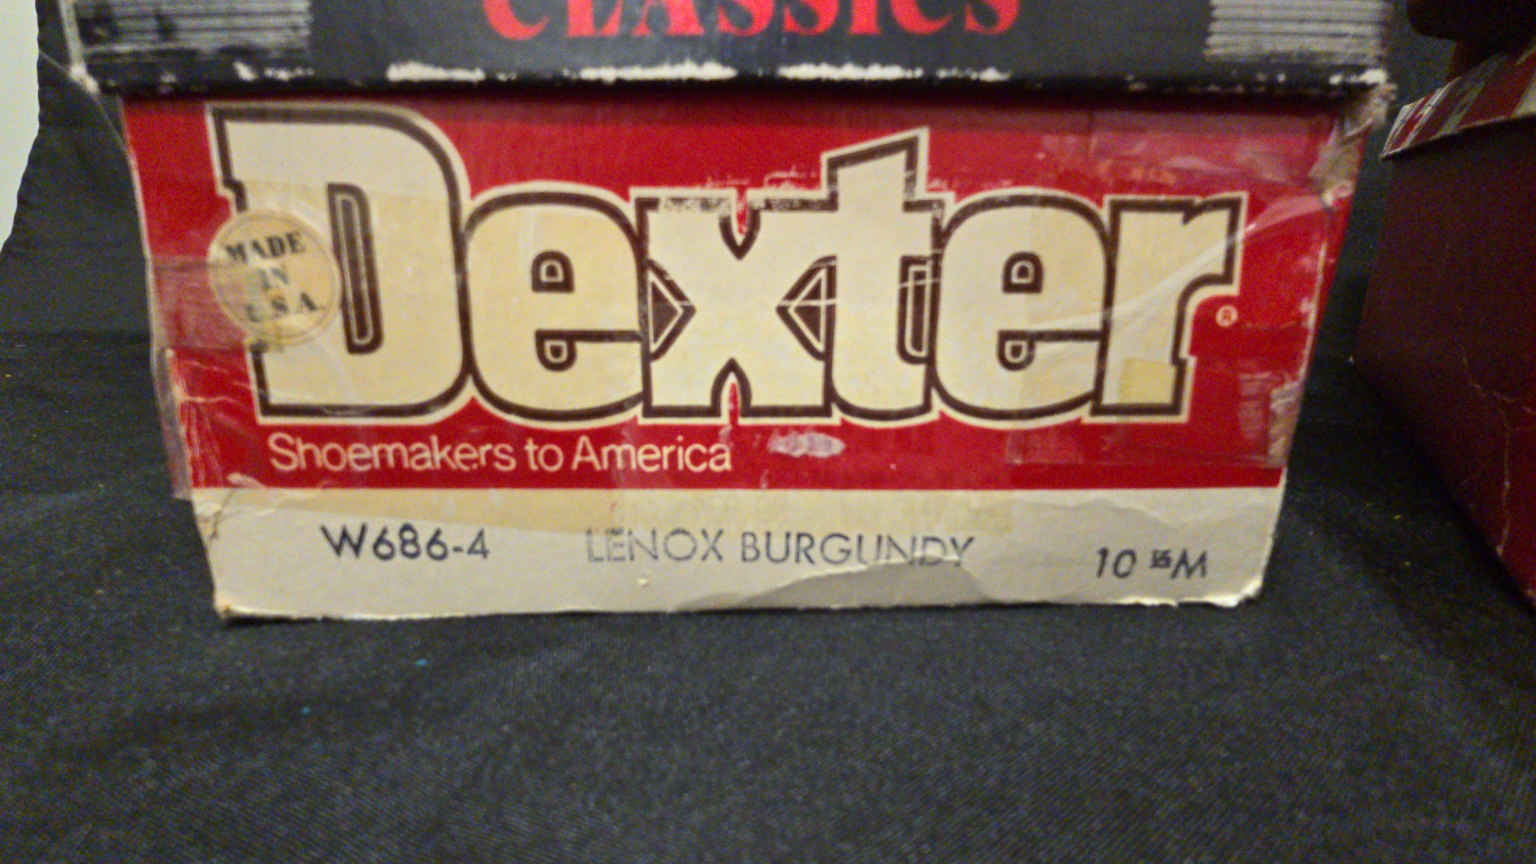 CLASSICS
Dexter®
MADE
IN
U.S.A.
Shoemakers to America
W686-4 LENOX BURGUNDY 10 ½M